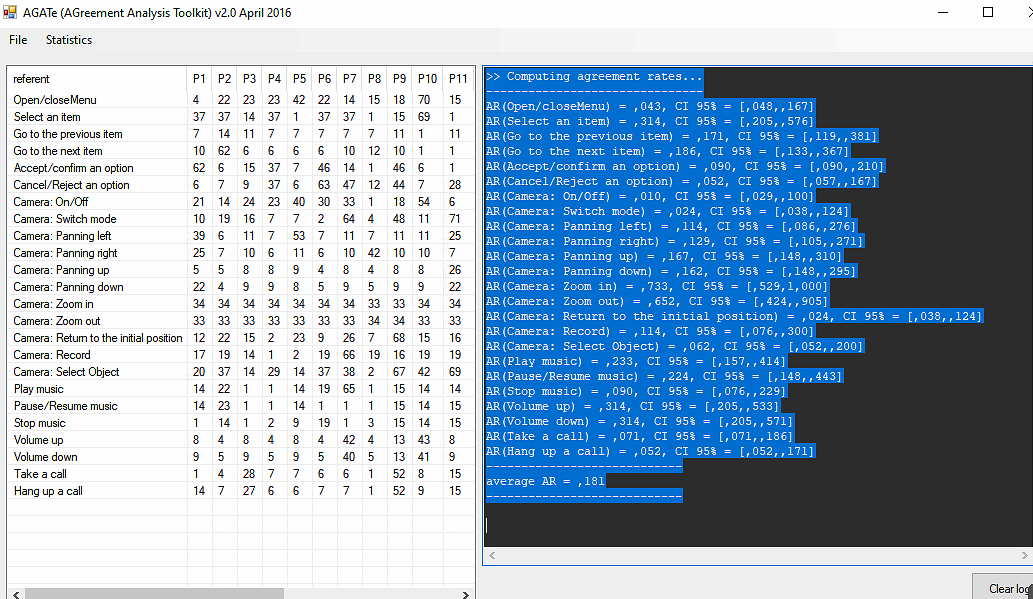 AGATe (AGreement Analysis Toolkit) v2.0 April 2016
File Statistics
referent P1 P2 P3 P4 P5 P6 P7 P8 P9 P10 P11
Open/closeMenu 4 22 23 23 42 22 14 15 18 70 15
Select an item 37 37 14 37 1 37 37 1 15 69 1
Go to the previous item 7 14 11 7 7 7 7 7 11 1 11
Go to the next item 10 62 6 6 6 6 10 12 10 1 1
Accept/confirm an option 62 6 15 37 7 46 14 1 46 6 1
Cancel/Reject an option 6 7 9 37 6 63 47 12 44 7 28
Camera: On/Off 21 14 24 23 40 30 33 1 18 54 6
Camera: Switch mode 10 19 16 7 7 2 64 4 48 11 71
Camera: Panning left 39 6 11 7 53 7 11 7 11 11 25
Camera: Panning right 25 7 10 6 11 6 10 42 10 10 7
Camera: Panning up 5 5 8 8 9 4 8 4 8 8 26
Camera: Panning down 22 4 9 9 8 5 9 5 9 9 22
Camera: Zoom in 34 34 34 34 34 34 34 33 33 34 34
Camera: Zoom out 33 33 33 33 33 33 33 34 34 33 33
Camera: Return to the initial position 12 22 15 2 23 9 26 7 68 15 16
Camera: Record 17 19 14 1 2 19 66 19 16 19 19
Camera: Select Object 20 37 14 29 14 37 38 2 67 42 69
Play music 14 22 1 1 14 19 65 1 15 14 14
Pause/Resume music 14 23 1 1 14 1 1 1 15 14 15
Stop music 1 14 1 2 9 19 1 3 15 14 15
Volume up 8 4 8 4 8 4 42 4 13 43 8
Volume down 9 5 9 5 9 5 40 5 13 41 9
Take a call 1 4 28 7 7 6 6 1 52 8 15
Hang up a call 14 7 27 6 6 7 7 1 52 9 15
>> Computing agreement rates...
-------------------------------
AR(Open/closeMenu) = ,043, CI 95% = [,048,,167]
AR(Select an item) = ,314, CI 95% = [,205,,576]
AR(Go to the previous item) = ,171, CI 95% = [,119,,381]
AR(Go to the next item) = ,186, CI 95% = [,133,,367]
AR(Accept/confirm an option) = ,090, CI 95% = [,090,,210]
AR(Cancel/Reject an option) = ,052, CI 95% = [,057,,167]
AR(Camera: On/Off) = ,010, CI 95% = [,029,,100]
AR(Camera: Switch mode) = ,024, CI 95% = [,038,,124]
AR(Camera: Panning left) = ,114, CI 95% = [,086,,276]
AR(Camera: Panning right) = ,129, CI 95% = [,105,,271]
AR(Camera: Panning up) = ,167, CI 95% = [,148,,310]
AR(Camera: Panning down) = ,162, CI 95% = [,148,,295]
AR(Camera: Zoom in) = ,733, CI 95% = [,529,1,000]
AR(Camera: Zoom out) = ,652, CI 95% = [,424,,905]
AR(Camera: Return to the initial position) = ,024, CI 95% = [,038,,124]
AR(Camera: Record) = ,114, CI 95% = [,076,,300]
AR(Camera: Select Object) = ,062, CI 95% = [,052,,200]
AR(Play music) = ,233, CI 95% = [,157,,414]
AR(Pause/Resume music) = ,224, CI 95% = [,148,,443]
AR(Stop music) = ,090, CI 95% = [,076,,229]
AR(Volume up) = ,314, CI 95% = [,205,,533]
AR(Volume down) = ,314, CI 95% = [,205,,571]
AR(Take a call) = ,071, CI 95% = [,071,,186]
AR(Hang up a call) = ,052, CI 95% = [,052,,171]
----------------------------
average AR = ,181
----------------------------
Clear log